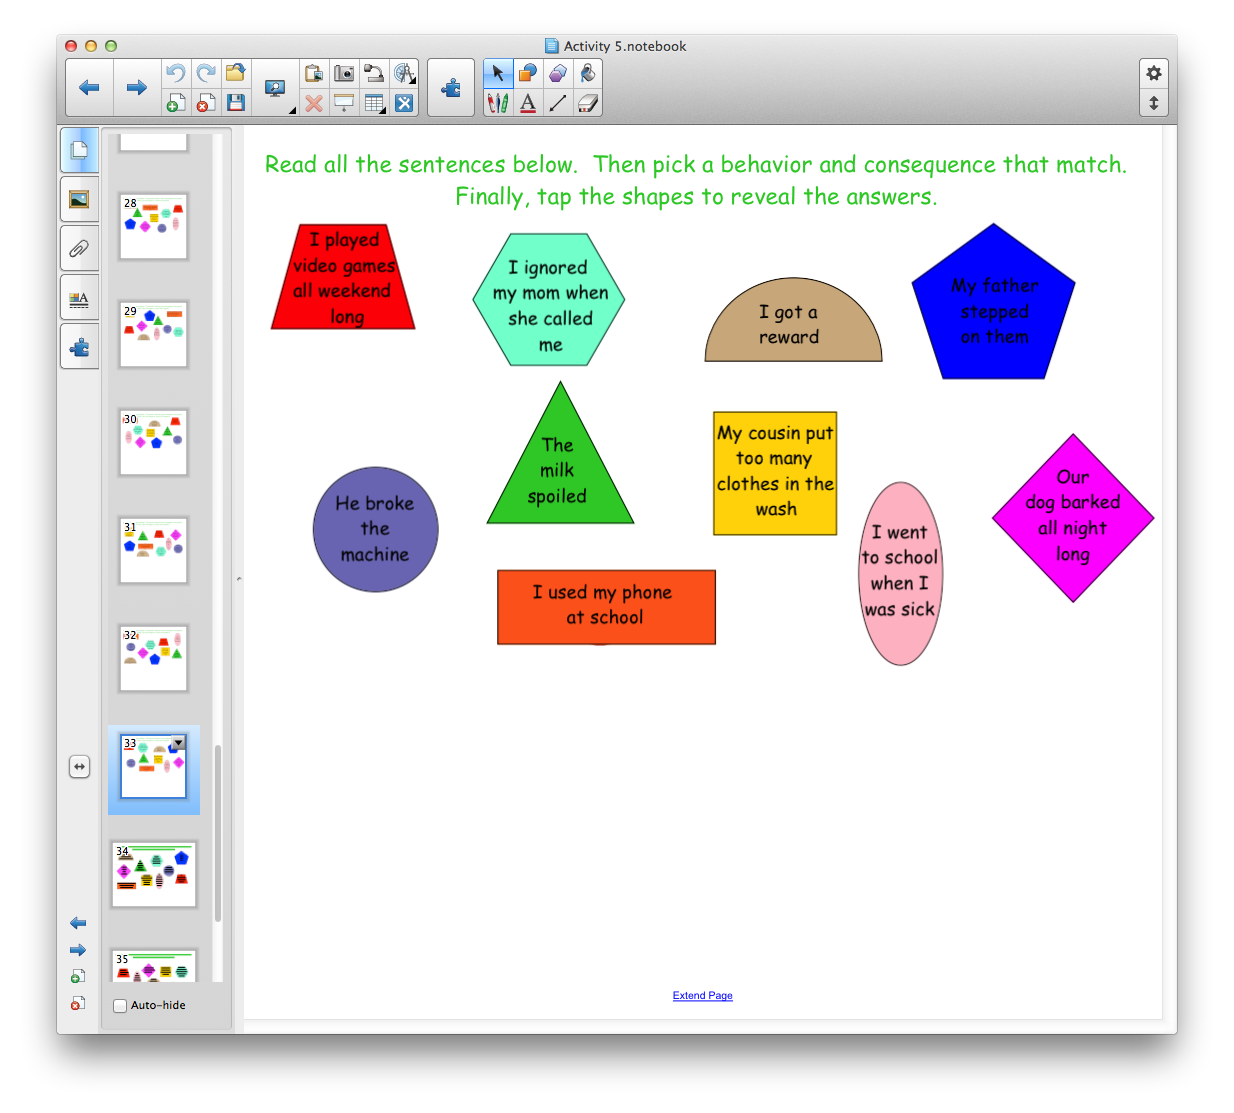 Activity 5.notebook
Read all the sentences below.  Then pick a behavior and consequence that match.
Finally, tap the shapes to reveal the answers.
I played
video games
all weekend
long
I ignored
my mom when
she called
me
I got a
reward
My father
stepped
on them
The
milk
spoiled
My cousin put
too many
clothes in the
wash
He broke
the
machine
I went
to school
when I
was sick
Our
dog barked
all night
long
I used my phone
at school
Extend Page
28
29
30
31
32
33
34
35
Auto-hide